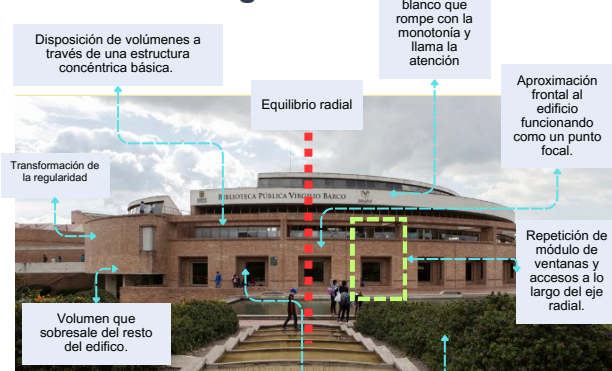 blanco que
rompe con la
monotonía y
llama la
atención
Disposición de volúmenes a
través de una estructura
concéntrica básica.
Equilibrio radial
Aproximación
frontal al
edificio
funcionando
como un punto
focal.
Transformación de
la regularidad
BIBLIOTECA PÚBLICA VIRGILIO BARCO
Repetición de
módulo de
ventanas y
accesos a lo
largo del eje
radial.
Volumen que
sobresale del resto
del edifico.